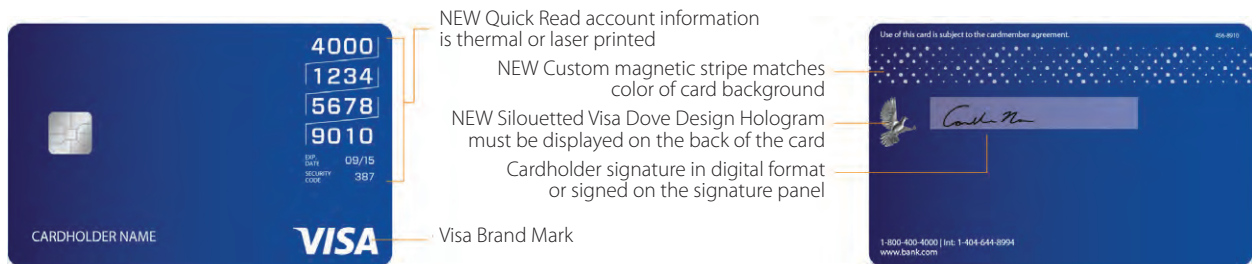 NEW Quick Read account information
is thermal or laser printed
NEW Custom magnetic stripe matches
color of card background
NEW Silouetted Visa Dove Design Hologram
must be displayed on the back of the card
Cardholder signature in digital format
or signed on the signature panel
Visa Brand Mark
4000
1234
5678
9010
EXP. DATE 09/15
SECURITY CODE 387
CARDHOLDER NAME
VISA
Use of this card is subject to the cardmember agreement.
456-8910
1-800-400-4000 | Int: 1-404-644-8994
www.bank.com